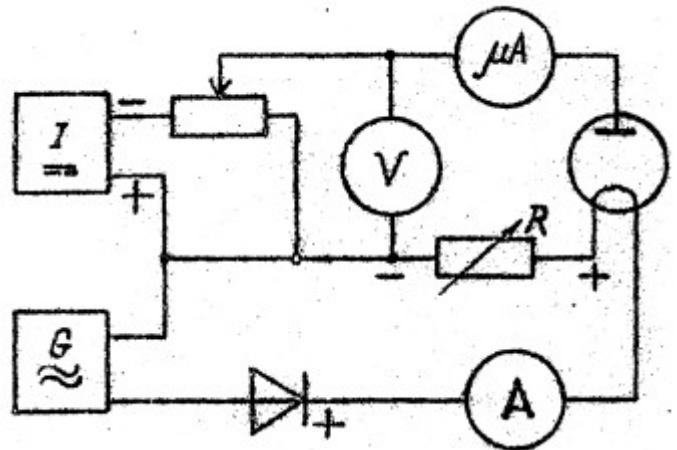 μA
−
I
=
V
+
R
−
+
G
≈
A
+